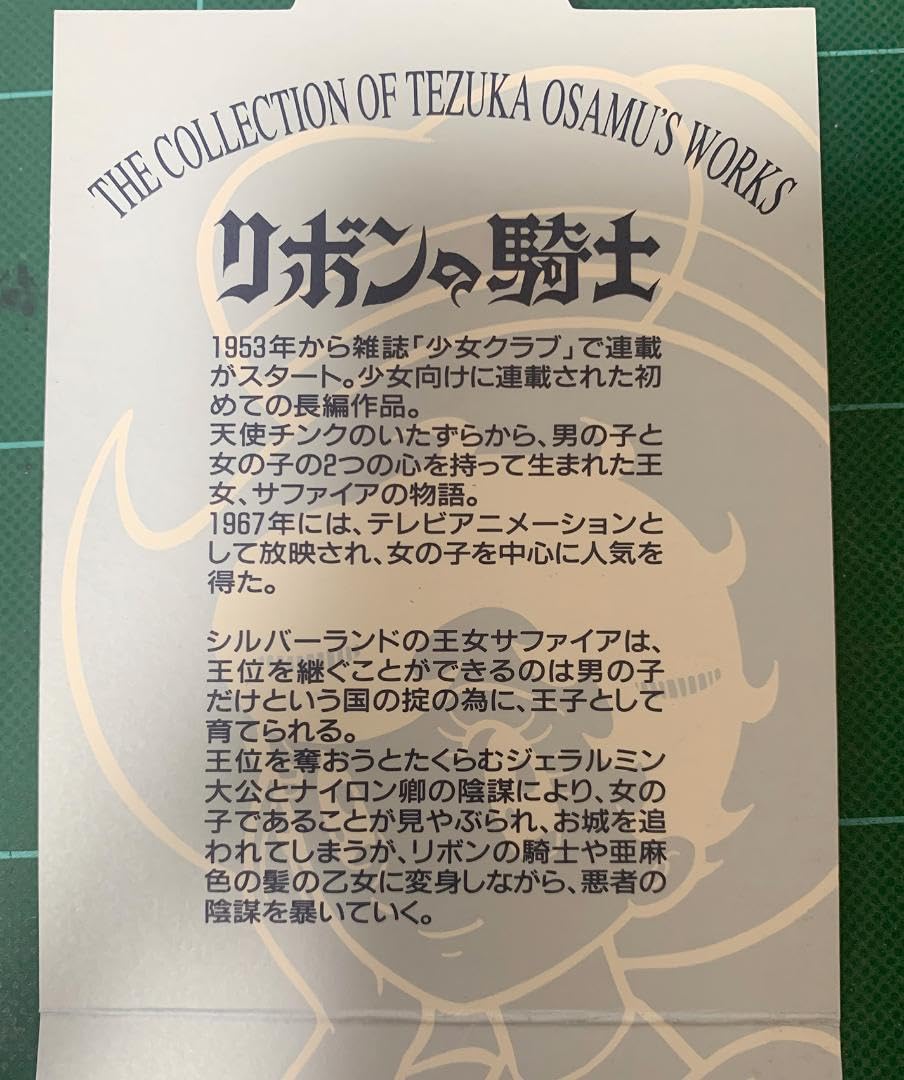 THE COLLECTION OF TEZUKA OSAMU'S WORKS
リボンの騎士
1953年から雑誌「少女クラブ」で連載
がスタート。少女向けに連載された初
めての長編作品。
天使チンクのいたずらから、男の子と
女の子の2つの心を持って生まれた王
女、サファイアの物語。
1967年には、テレビアニメーションと
して放映され、女の子を中心に人気を
得た。
シルバーランドの王女サファイアは、
王位を継ぐことができるのは男の子
だけという国の掟の為に、王子として
育てられる。
王位を奪おうとたくらむジェラルミン
大公とナイロン卿の陰謀により、女の
子であることが見やぶられ、お城を追
われてしまうが、リボンの騎士や亜麻
色の髪の乙女に変身しながら、悪者の
陰謀を暴いていく。